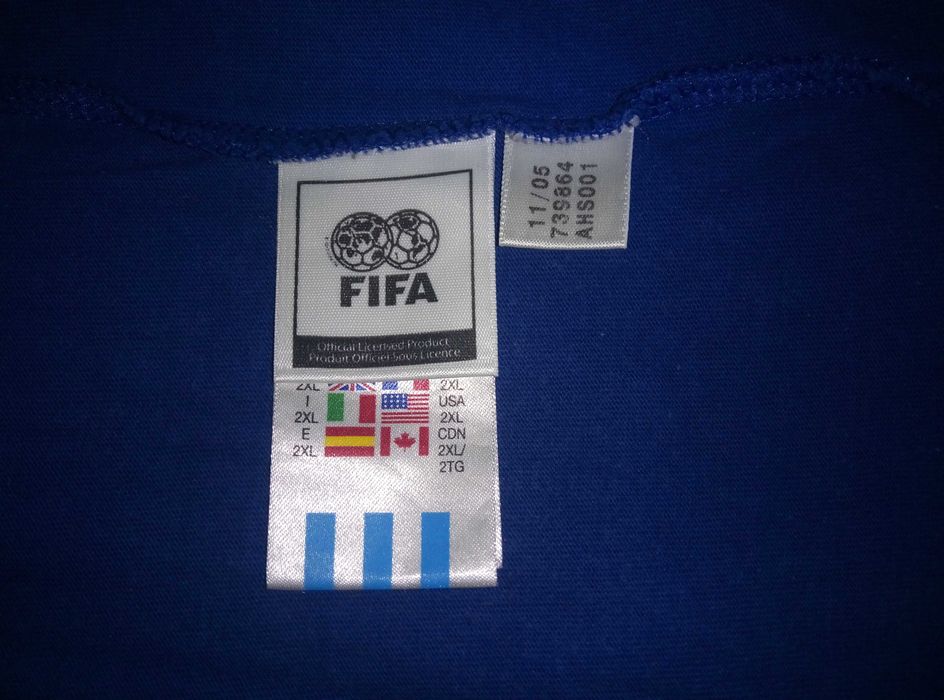 FIFA
Official Licensed Product
Produit Officiel Sous Licence
2XL 2XL
I USA
2XL 2XL
E CDN
2XL 2XL/
2TG
11/05
739864
AHS001